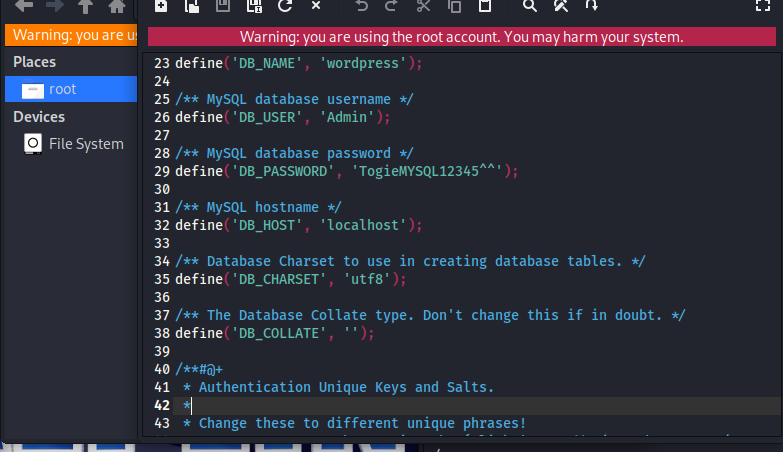 Warning: you are us
Places
root
Devices
File System
Warning: you are using the root account. You may harm your system.
23 define('DB_NAME', 'wordpress');
24
25 /** MySQL database username */
26 define('DB_USER', 'Admin');
27
28 /** MySQL database password */
29 define('DB_PASSWORD', 'TogieMYSQL12345^^');
30
31 /** MySQL hostname */
32 define('DB_HOST', 'localhost');
33
34 /** Database Charset to use in creating database tables. */
35 define('DB_CHARSET', 'utf8');
36
37 /** The Database Collate type. Don't change this if in doubt. */
38 define('DB_COLLATE', '');
39
40 /**#@+
41  * Authentication Unique Keys and Salts.
42  *
43  * Change these to different unique phrases!